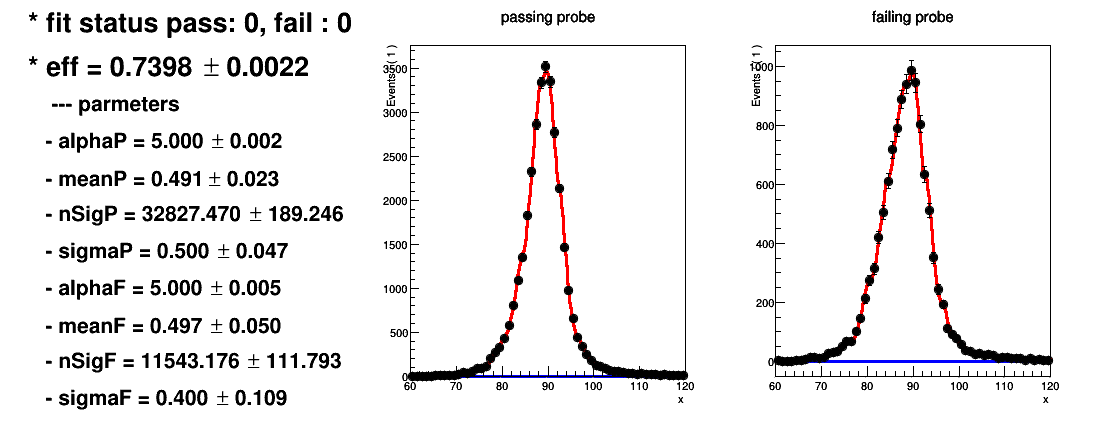 * fit status pass: 0, fail : 0
* eff = 0.7398 ± 0.0022
--- parmeters
- alphaP = 5.000 ± 0.002
- meanP = 0.491 ± 0.023
- nSigP = 32827.470 ± 189.246
- sigmaP = 0.500 ± 0.047
- alphaF = 5.000 ± 0.005
- meanF = 0.497 ± 0.050
- nSigF = 11543.176 ± 111.793
- sigmaF = 0.400 ± 0.109
passing probe
Events / ( 1 )
3500
3000
2500
2000
1500
1000
500
0
60 70 80 90 100 110 120
x
failing probe
Events / ( 1 )
1000
800
600
400
200
0
60 70 80 90 100 110 120
x